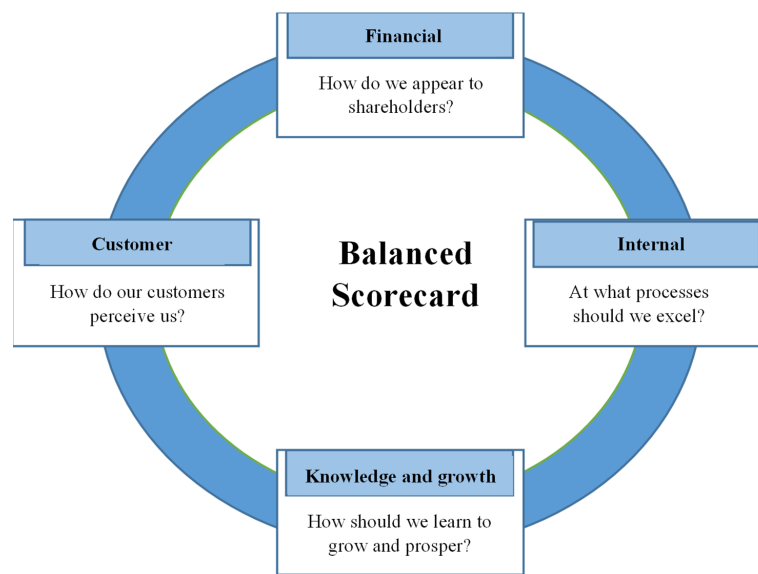 Financial
How do we appear to
shareholders?
Customer
How do our customers
perceive us?
Balanced
Scorecard
Internal
At what processes
should we excel?
Knowledge and growth
How should we learn to
grow and prosper?